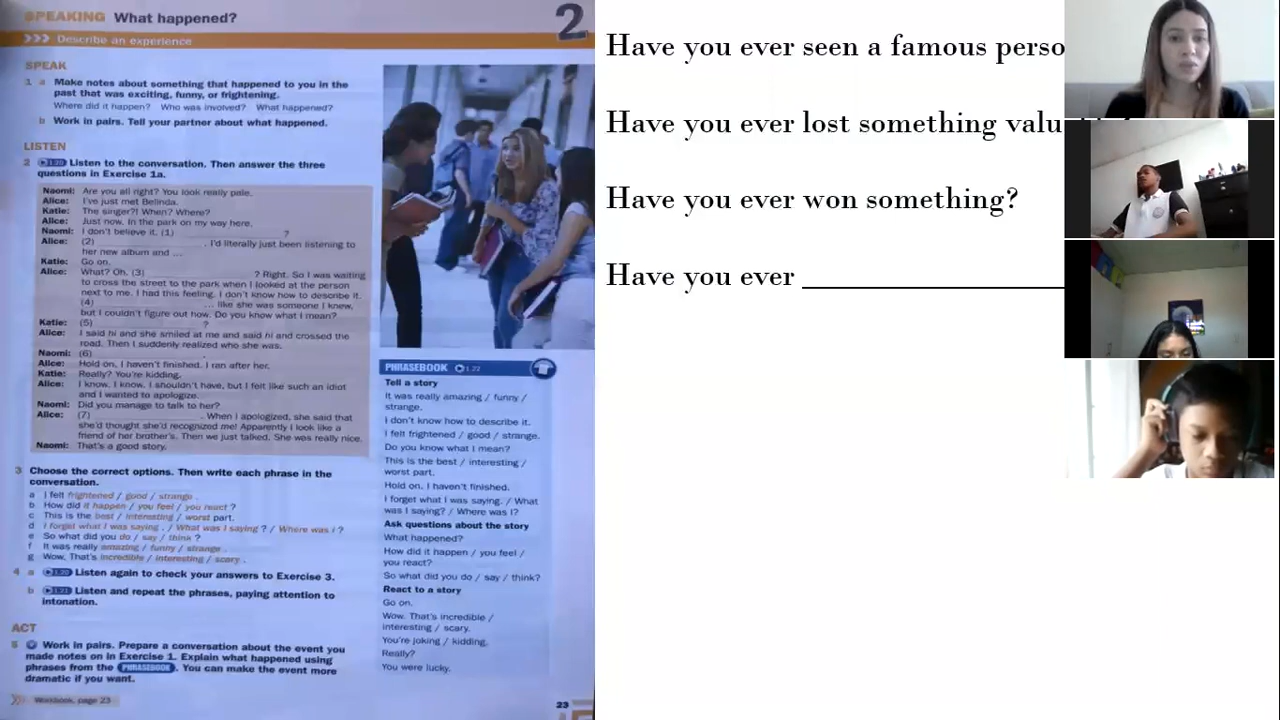 SPEAKING What happened?
2
>>> Describe an experience
SPEAK
1 a Make notes about something that happened to you in the
past that was exciting, funny, or frightening.
Where did it happen? Who was involved? What happened?
b Work in pairs. Tell your partner about what happened.
LISTEN
2 1.20 Listen to the conversation. Then answer the three
questions in Exercise 1a.
Naomi: Are you all right? You look really pale.
Alice: I've just met Belinda.
Katie: The singer?! When? Where?
Alice: Just now. In the park on my way here.
Naomi: I don't believe it. (1) ____________ ?
Alice: (2) ____________ . I'd literally just been listening to
her new album and ...
Katie: Go on.
Alice: What? Oh. (3) ____________ ? Right. So I was waiting
to cross the street to the park when I looked at the person
next to me. I had this feeling. I don't know how to describe it.
(4) ____________ ... like she was someone I knew,
but I couldn't figure out how. Do you know what I mean?
Katie: (5) ____________ ?
Alice: I said hi and she smiled at me and said hi and crossed the
road. Then I suddenly realized who she was.
Naomi: (6) ____________ .
Alice: Hold on, I haven't finished. I ran after her.
Katie: Really? You're kidding.
Alice: I know, I know. I shouldn't have, but I felt like such an idiot
and I wanted to apologize.
Naomi: Did you manage to talk to her?
Alice: (7) ____________ . When I apologized, she said that
she'd thought she'd recognized me! Apparently I look like a
friend of her brother's. Then we just talked. She was really nice.
Naomi: That's a good story.
3 Choose the correct options. Then write each phrase in the
conversation.
a I felt frightened / good / strange .
b How did it happen / you feel / you react ?
c This is the best / interesting / worst part.
d I forget what I was saying . / What was I saying ? / Where was I ?
e So what did you do / say / think ?
f It was really amazing / funny / strange .
g Wow. That's incredible / interesting / scary .
4 a 1.20 Listen again to check your answers to Exercise 3.
b 1.21 Listen and repeat the phrases, paying attention to
intonation.
ACT
5 Work in pairs. Prepare a conversation about the event you
made notes on in Exercise 1. Explain what happened using
phrases from the PHRASEBOOK . You can make the event more
dramatic if you want.
>> Workbook, page 23
PHRASEBOOK 1.22
Tell a story
It was really amazing / funny /
strange.
I don't know how to describe it.
I felt frightened / good / strange.
Do you know what I mean?
This is the best / interesting /
worst part.
Hold on. I haven't finished.
I forget what I was saying. / What
was I saying? / Where was I?
Ask questions about the story
What happened?
How did it happen / you feel /
you react?
So what did you do / say / think?
React to a story
Go on.
Wow. That's incredible /
interesting / scary.
You're joking / kidding.
Really?
You were lucky.
23
Have you ever seen a famous perso
Have you ever lost something valu
Have you ever won something?
Have you ever ____________